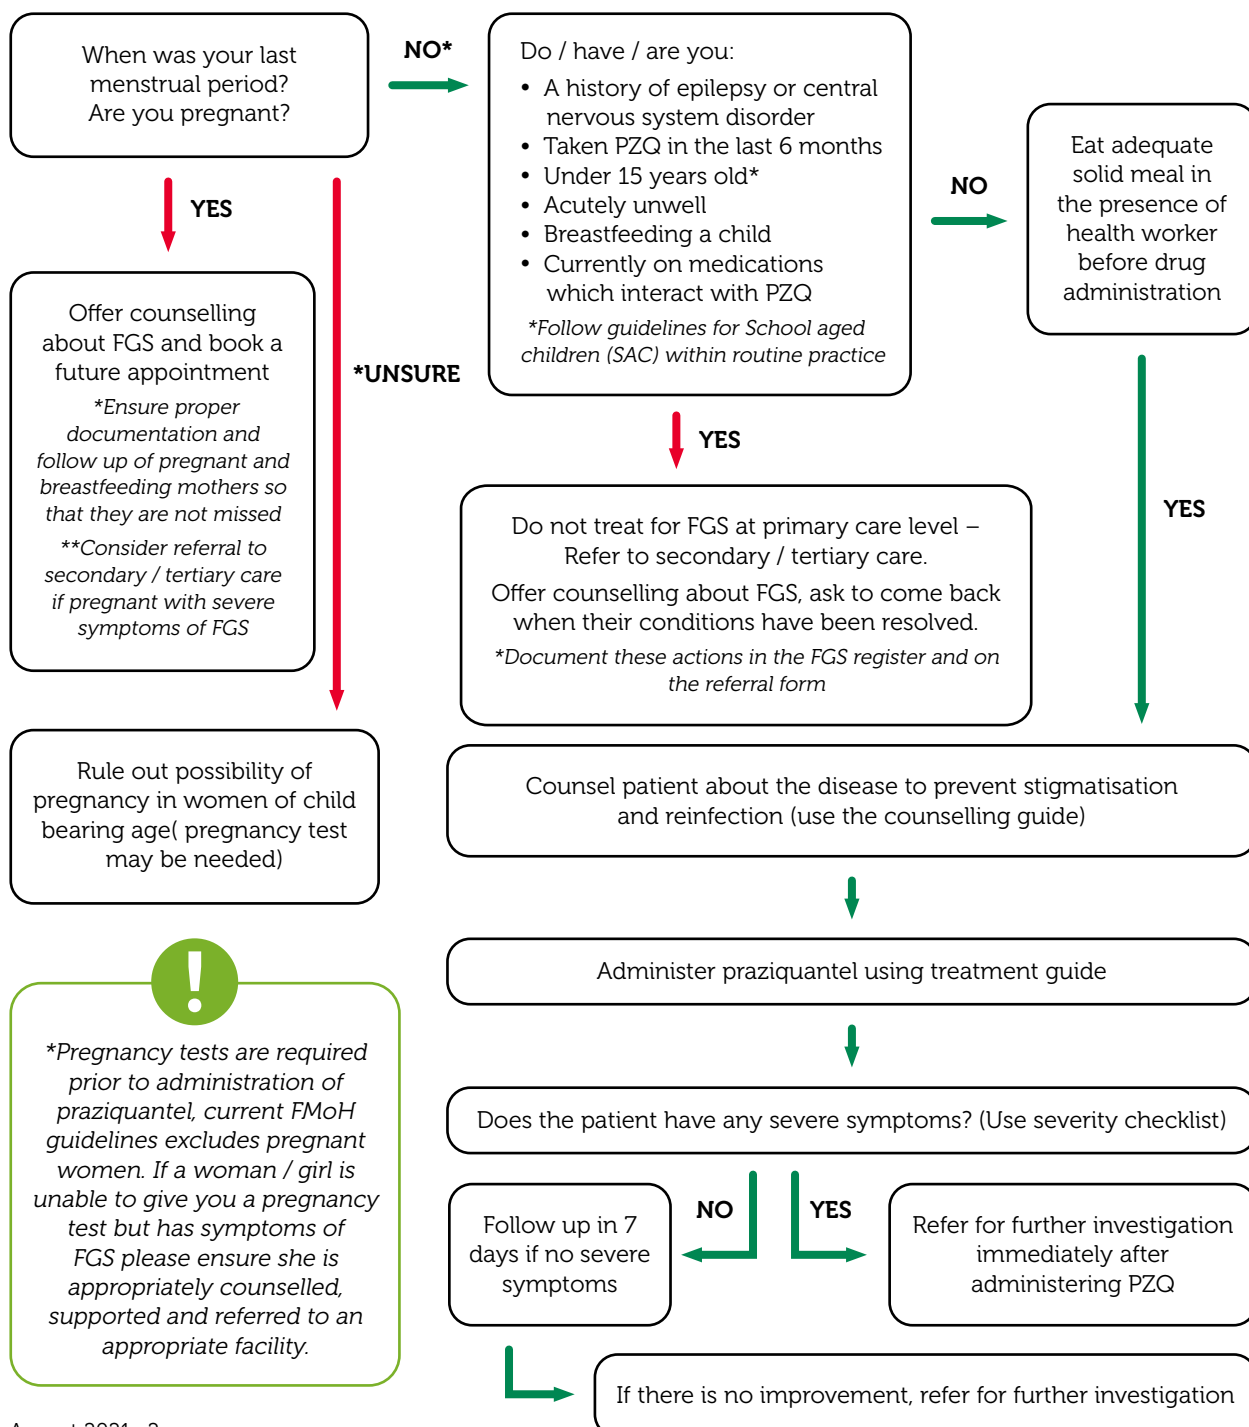 When was your last
menstrual period?
Are you pregnant?
NO*
Do / have / are you:
• A history of epilepsy or central
nervous system disorder
• Taken PZQ in the last 6 months
• Under 15 years old*
• Acutely unwell
• Breastfeeding a child
• Currently on medications
which interact with PZQ
*Follow guidelines for School aged
children (SAC) within routine practice
NO
Eat adequate
solid meal in
the presence of
health worker
before drug
administration
YES
Offer counselling
about FGS and book a
future appointment
*Ensure proper
documentation and
follow up of pregnant and
breastfeeding mothers so
that they are not missed
**Consider referral to
secondary / tertiary care
if pregnant with severe
symptoms of FGS
*UNSURE
YES
Do not treat for FGS at primary care level –
Refer to secondary / tertiary care.
Offer counselling about FGS, ask to come back
when their conditions have been resolved.
*Document these actions in the FGS register and on
the referral form
YES
Rule out possibility of
pregnancy in women of child
bearing age( pregnancy test
may be needed)
Counsel patient about the disease to prevent stigmatisation
and reinfection (use the counselling guide)
Administer praziquantel using treatment guide
!
*Pregnancy tests are required
prior to administration of
praziquantel, current FMoH
guidelines excludes pregnant
women. If a woman / girl is
unable to give you a pregnancy
test but has symptoms of
FGS please ensure she is
appropriately counselled,
supported and referred to an
appropriate facility.
Does the patient have any severe symptoms? (Use severity checklist)
NO
YES
Follow up in 7
days if no severe
symptoms
Refer for further investigation
immediately after
administering PZQ
If there is no improvement, refer for further investigation